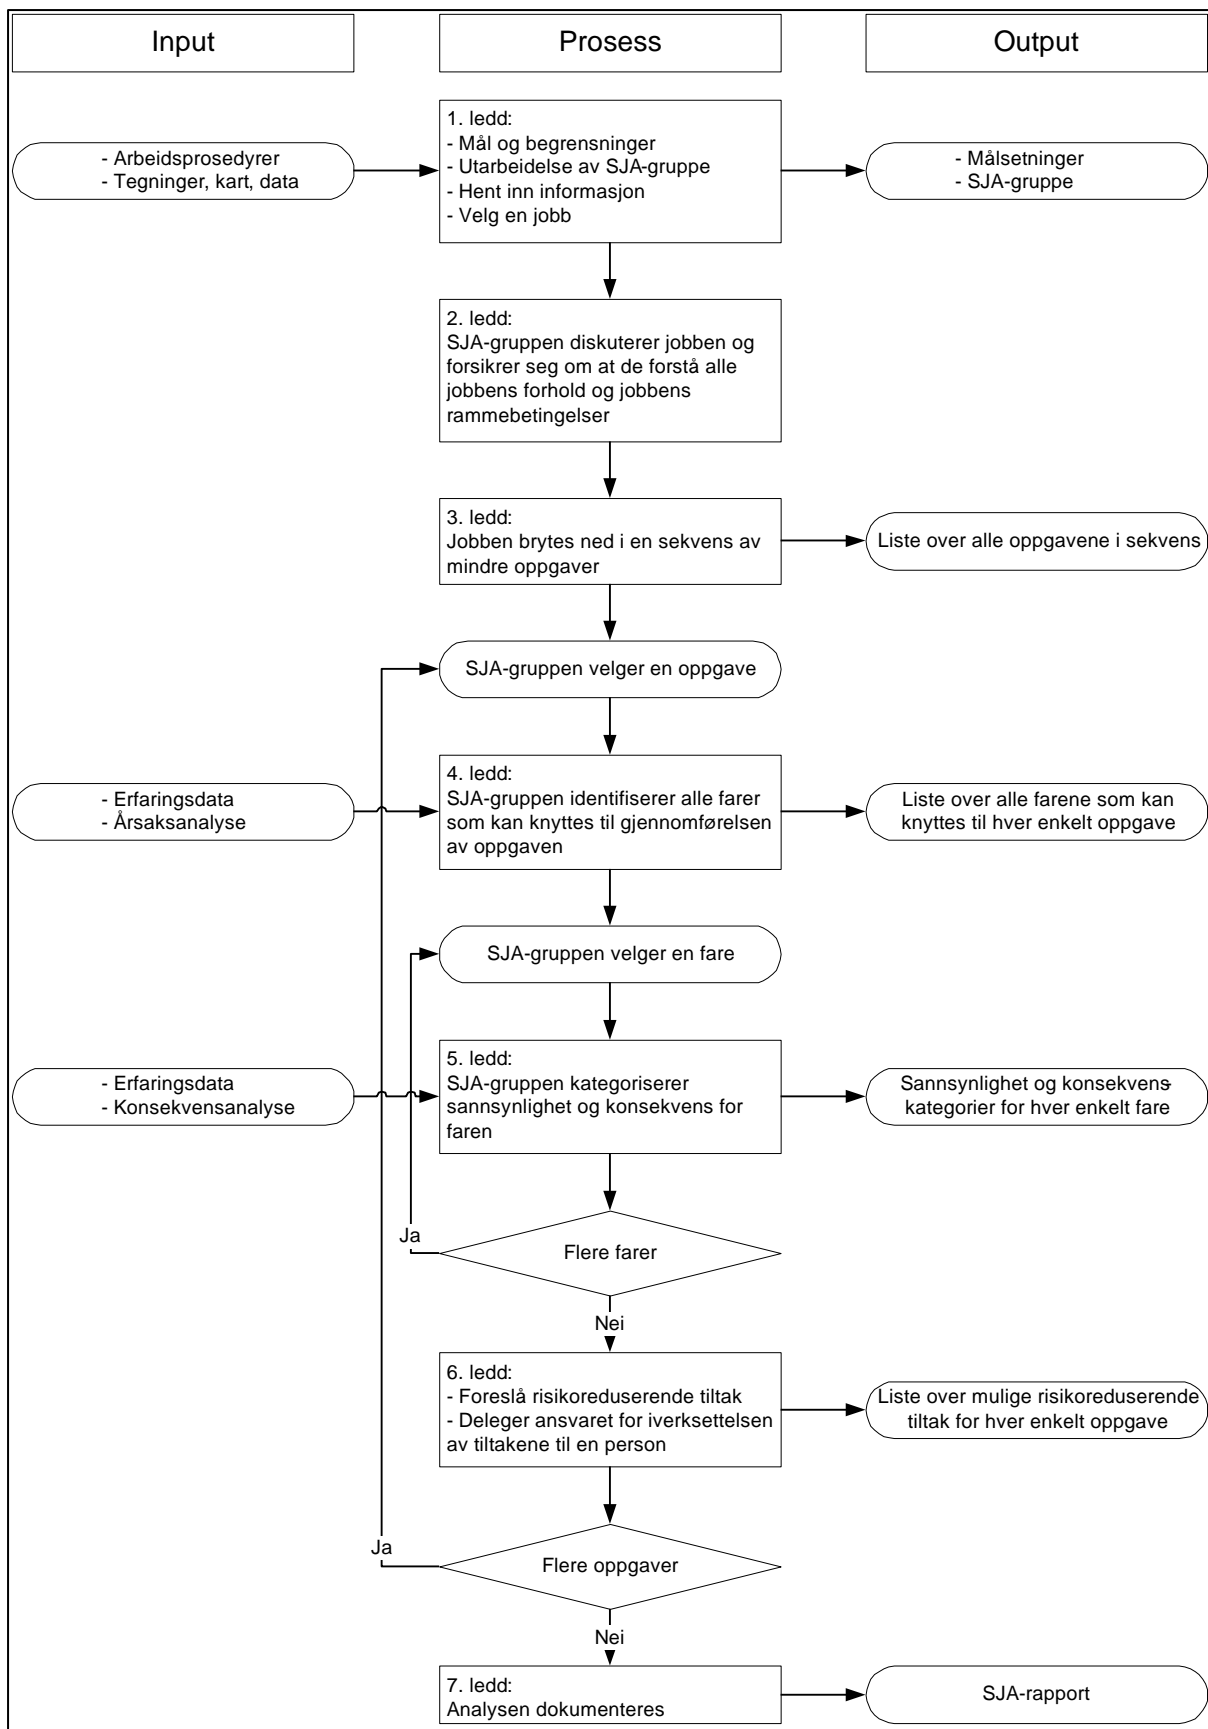 Input
Prosess
Output
- Arbeidsprosedyrer
- Tegninger, kart, data
1. ledd:
- Mål og begrensninger
- Utarbeidelse av SJA-gruppe
- Hent inn informasjon
- Velg en jobb
- Målsetninger
- SJA-gruppe
2. ledd:
SJA-gruppen diskuterer jobben og
forsikrer seg om at de forstå alle
jobbens forhold og jobbens
rammebetingelser
3. ledd:
Jobben brytes ned i en sekvens av
mindre oppgaver
Liste over alle oppgavene i sekvens
SJA-gruppen velger en oppgave
- Erfaringsdata
- Årsaksanalyse
4. ledd:
SJA-gruppen identifiserer alle farer
som kan knyttes til gjennomførelsen
av oppgaven
Liste over alle farene som kan
knyttes til hver enkelt oppgave
SJA-gruppen velger en fare
- Erfaringsdata
- Konsekvensanalyse
5. ledd:
SJA-gruppen kategoriserer
sannsynlighet og konsekvens for
faren
Sannsynlighet og konsekvens-
kategorier for hver enkelt fare
Ja
Flere farer
Nei
6. ledd:
- Foreslå risikoreduserende tiltak
- Deleger ansvaret for iverksettelsen
av tiltakene til en person
Liste over mulige risikoreduserende
tiltak for hver enkelt oppgave
Ja
Flere oppgaver
Nei
7. ledd:
Analysen dokumenteres
SJA-rapport